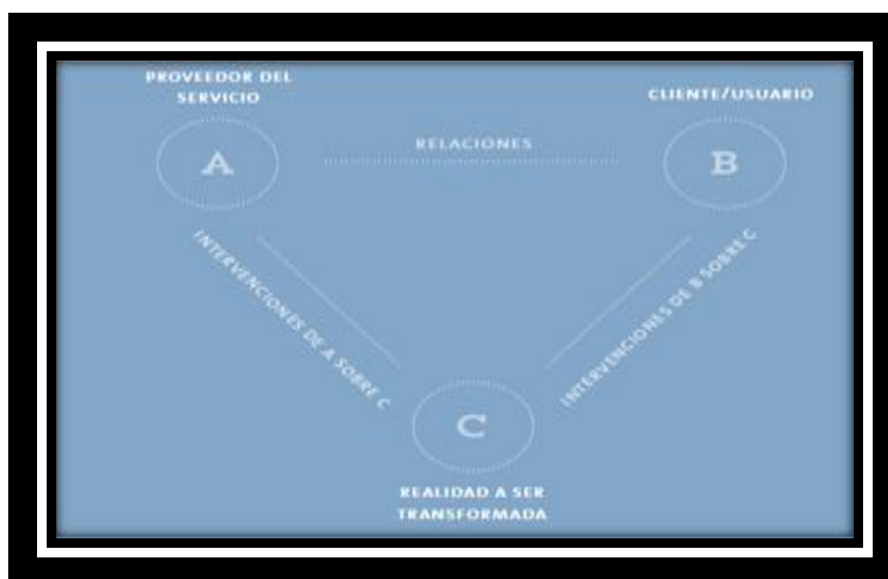 PROVEEDOR DEL
SERVICIO
CLIENTE/USUARIO
RELACIONES
A
B
INTERVENCIONES DE A SOBRE C
INTERVENCIONES DE B SOBRE C
C
REALIDAD A SER
TRANSFORMADA